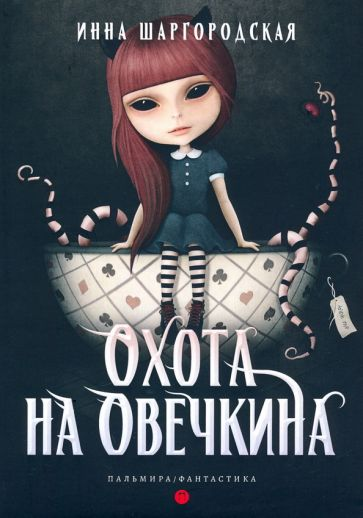 ИННА ШАРГОРОДСКАЯ
ОХОТА
НА ОВЕЧКИНА
ПАЛЬМИРА/ФАНТАСТИКА